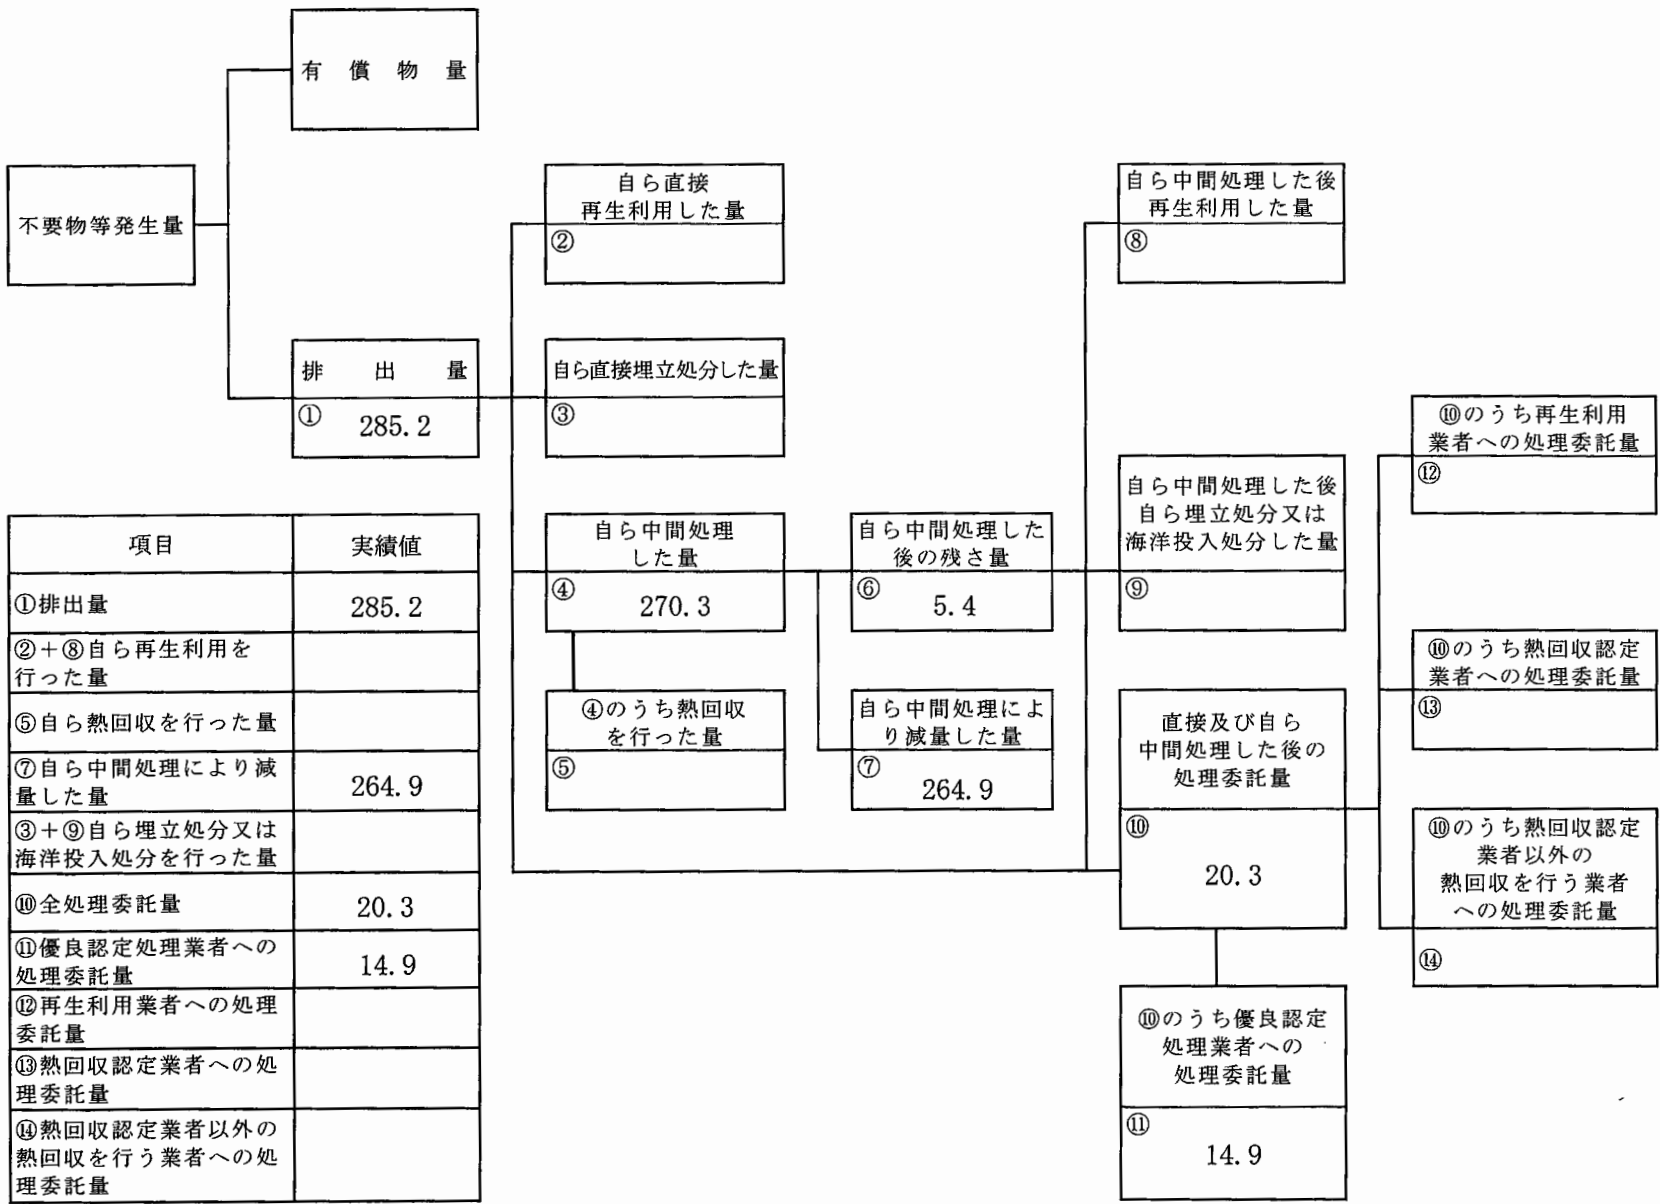 有償物量
不要物等発生量
排出量
① 285.2
自ら直接
再生利用した量
②
自ら直接埋立処分した量
③
自ら中間処理
した量
④ 270.3
④のうち熱回収
を行った量
⑤
自ら中間処理した
後の残さ量
⑥ 5.4
自ら中間処理によ
り減量した量
⑦ 264.9
自ら中間処理した後
再生利用した量
⑧
自ら中間処理した後
自ら埋立処分又は
海洋投入処分した量
⑨
直接及び自ら
中間処理した後の
処理委託量
⑩ 20.3
⑩のうち優良認定
処理業者への
処理委託量
⑪ 14.9
⑩のうち再生利用
業者への処理委託量
⑫
⑩のうち熱回収認定
業者への処理委託量
⑬
⑩のうち熱回収認定
業者以外の
熱回収を行う業者
への処理委託量
⑭
項目 実績値
①排出量 285.2
②+⑧自ら再生利用を
行った量
⑤自ら熱回収を行った量
⑦自ら中間処理により減
量した量 264.9
③+⑨自ら埋立処分又は
海洋投入処分を行った量
⑩全処理委託量 20.3
⑪優良認定処理業者への
処理委託量 14.9
⑫再生利用業者への処理
委託量
⑬熱回収認定業者への処
理委託量
⑭熱回収認定業者以外の
熱回収を行う業者への処
理委託量